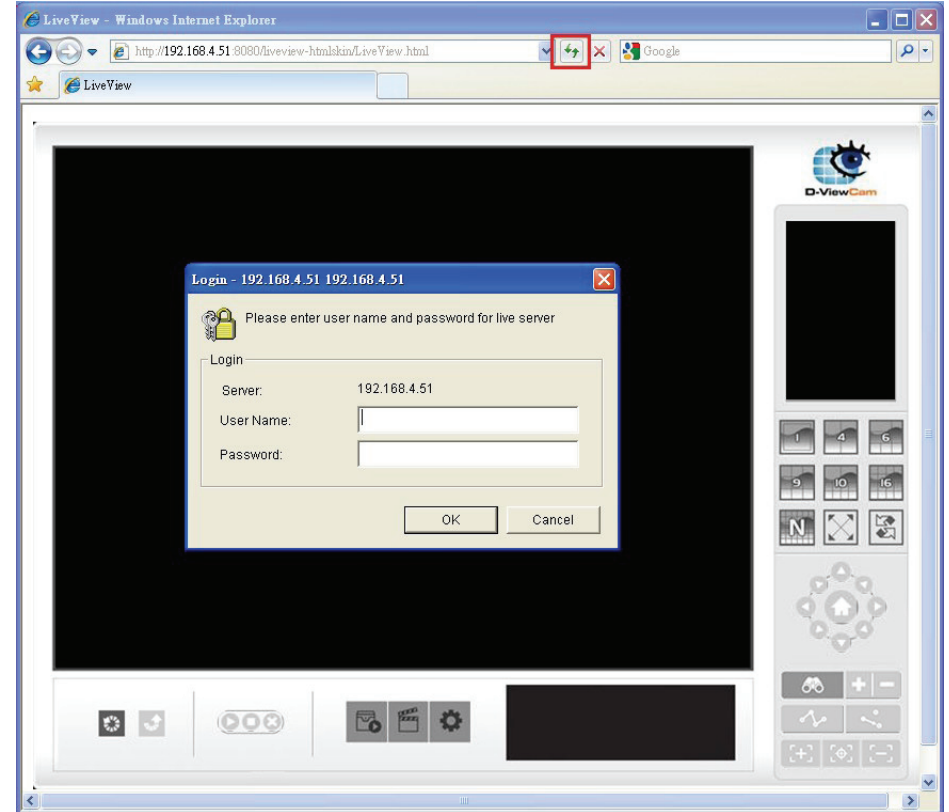 LiveView - Windows Internet Explorer
http://192.168.4.51:8080/liveview-htmlskin/LiveView.html
Google
LiveView
D-ViewCam
Login - 192.168.4.51 192.168.4.51
Please enter user name and password for live server
Login
Server: 192.168.4.51
User Name:
Password:
OK Cancel
1 4 6
9 10 16
N